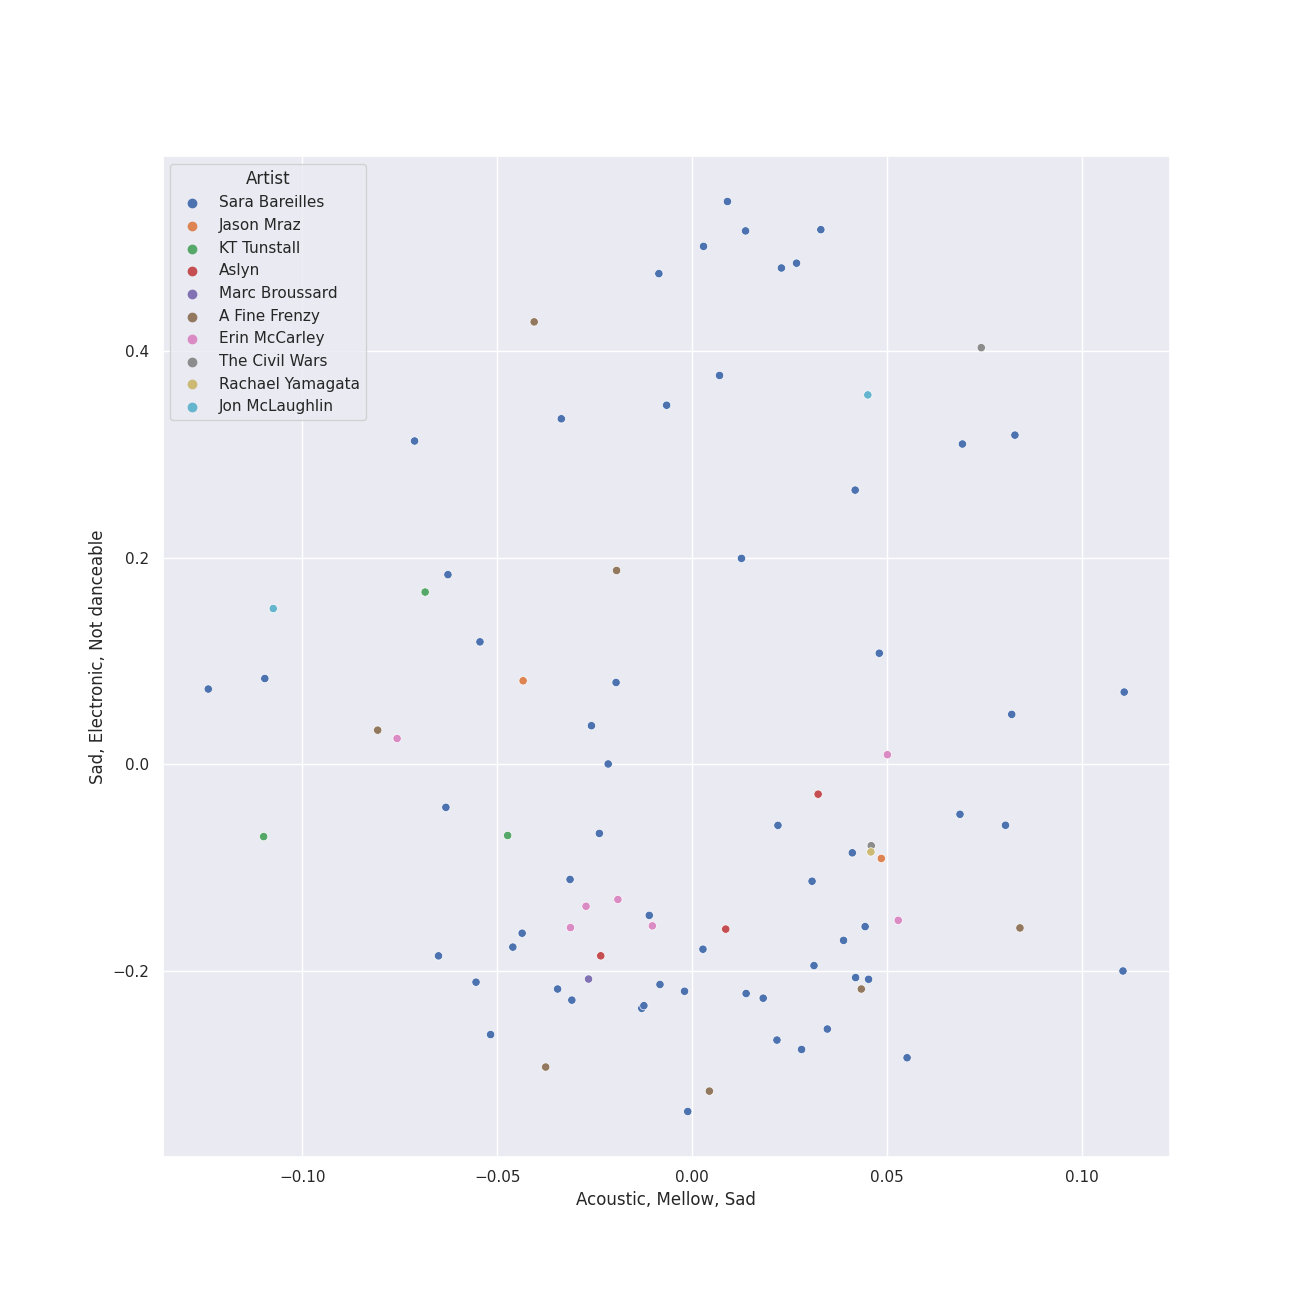 Artist
Sara Bareilles
Jason Mraz
KT Tunstall
Aslyn
Marc Broussard
A Fine Frenzy
Erin McCarley
The Civil Wars
Rachael Yamagata
Jon McLaughlin
0.4
0.2
0.0
−0.2
Sad, Electronic, Not danceable
−0.10
−0.05
0.00
0.05
0.10
Acoustic, Mellow, Sad